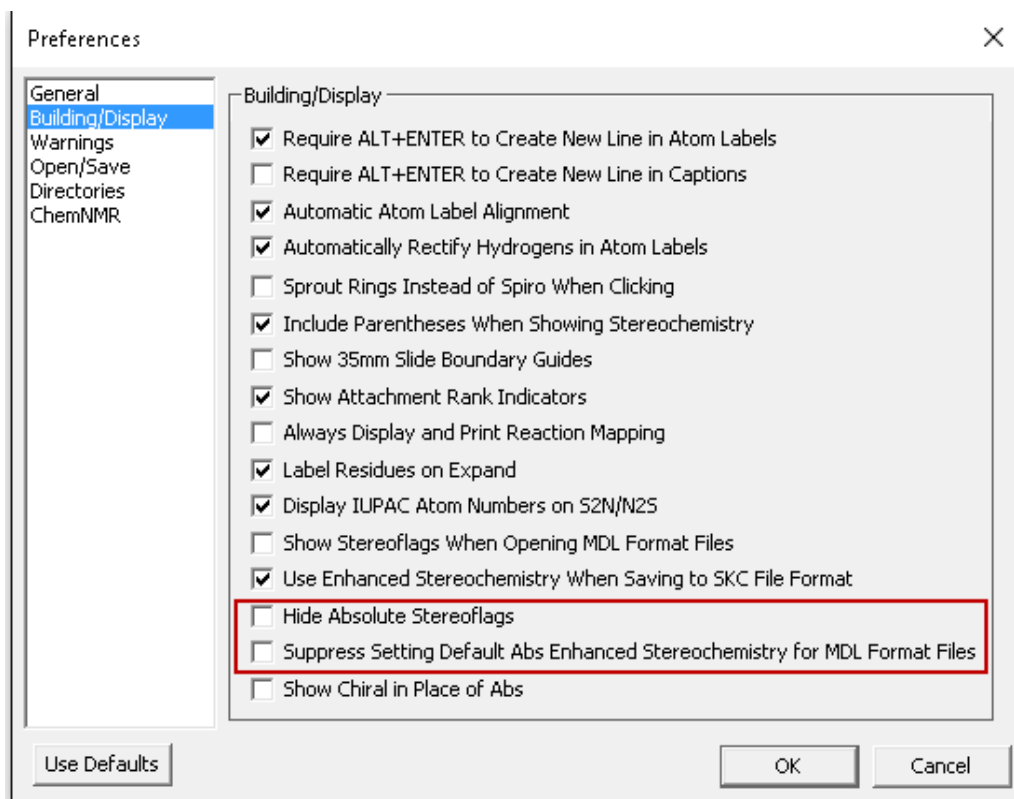 Preferences
General
Building/Display
Warnings
Open/Save
Directories
ChemNMR
Building/Display
Require ALT+ENTER to Create New Line in Atom Labels
Require ALT+ENTER to Create New Line in Captions
Automatic Atom Label Alignment
Automatically Rectify Hydrogens in Atom Labels
Sprout Rings Instead of Spiro When Clicking
Include Parentheses When Showing Stereochemistry
Show 35mm Slide Boundary Guides
Show Attachment Rank Indicators
Always Display and Print Reaction Mapping
Label Residues on Expand
Display IUPAC Atom Numbers on S2N/N2S
Show Stereoflags When Opening MDL Format Files
Use Enhanced Stereochemistry When Saving to SKC File Format
Hide Absolute Stereoflags
Suppress Setting Default Abs Enhanced Stereochemistry for MDL Format Files
Show Chiral in Place of Abs
Use Defaults
OK
Cancel